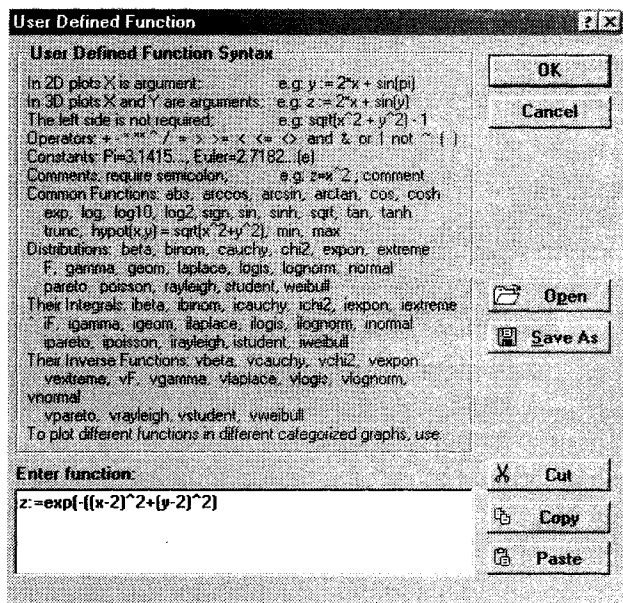 User Defined Function
User Defined Function Syntax
In 2D plots X is argument; e.g: y := 2*x + sin(pi)
In 3D plots X and Y are arguments; e.g: z := 2*x + sin(y)
The left side is not required; e.g: sqrt(x^2 + y^2) - 1
Operators: + - * ** ^ / = > >= < <= <> and & or | not ~ ( )
Constants: Pi=3.1415..., Euler=2.7182...(e)
Comments: require semicolon; e.g: z=x^2 ; comment
Common Functions: abs, arccos, arcsin, arctan, cos, cosh
exp, log, log10, log2, sign, sin, sinh, sqrt, tan, tanh
trunc, hypot(x,y) = sqrt(x^2+y^2), min, max
Distributions: beta, binom, cauchy, chi2, expon, extreme
F, gamma, geom, laplace, logis, lognorm, normal
pareto, poisson, rayleigh, student, weibull
Their Integrals: ibeta, ibinom, icauchy, ichi2, iexpon, iextreme
iF, igamma, igeom, ilaplace, ilogis, ilognorm, inormal
ipareto, ipoisson, irayleigh, istudent, iweibull
Their Inverse Functions: vbeta, vcauchy, vchi2, vexpon
vextreme, vF, vgamma, vlaplace, vlogis, vlognorm,
vnormal
vpareto, vrayleigh, vstudent, vweibull
To plot different functions in different categorized graphs, use
OK
Cancel
Open
Save As
Enter function:
z:=exp(-((x-2)^2+(y-2)^2)
Cut
Copy
Paste